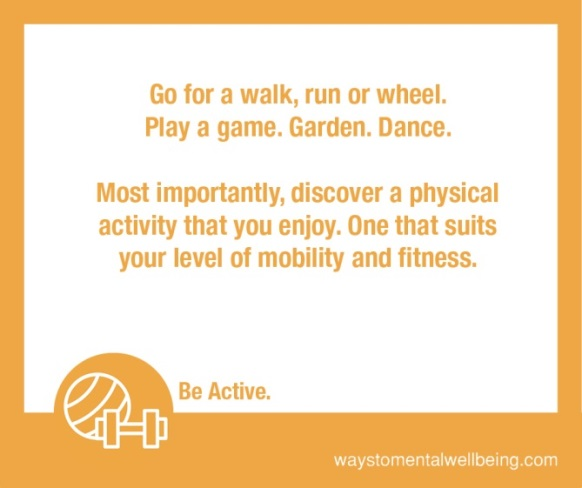 Go for a walk, run or wheel.
Play a game. Garden. Dance.
Most importantly, discover a physical
activity that you enjoy. One that suits
your level of mobility and fitness.
Be Active.
waystomentalwellbeing.com